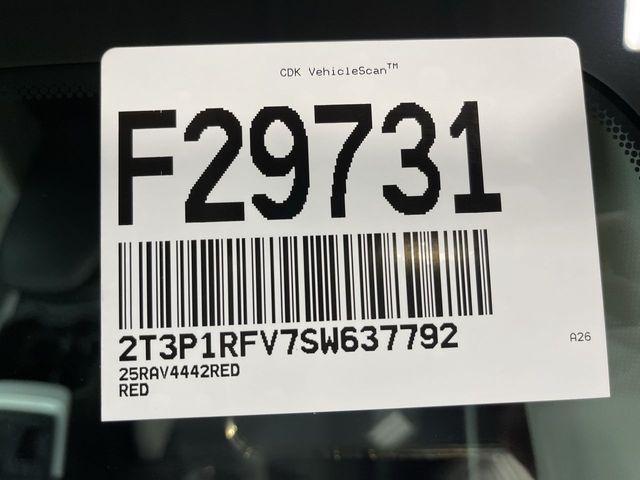 CDK VehicleScan™
F29731
2T3P1RFV7SW637792
A26
25RAV4442RED
RED